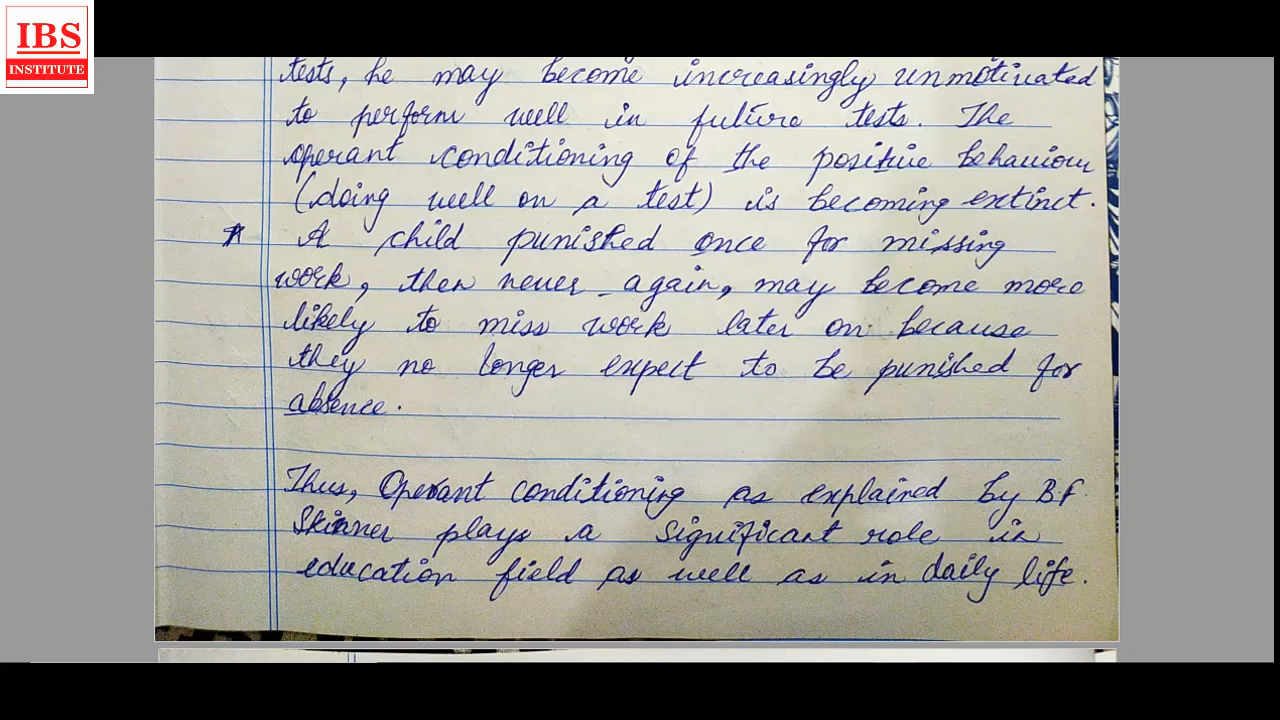 IBS
INSTITUTE
tests, he may become increasingly unmotivated
to perform well in future tests. The
operant conditioning of the positive behaviour
(doing well on a test) is becoming extinct.
* A child punished once for missing
work, then never again, may become more
likely to miss work later on because
they no longer expect to be punished for
absence.
Thus, Operant conditioning as explained by B.F.
Skinner plays a significant role in
education field as well as in daily life.